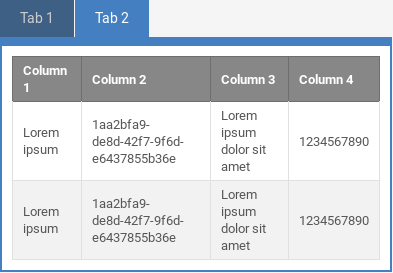 Tab 1 Tab 2
Column 1 Column 2 Column 3 Column 4
Lorem ipsum 1aa2bfa9-de8d-42f7-9f6d-e6437855b36e Lorem ipsum dolor sit amet 1234567890
Lorem ipsum 1aa2bfa9-de8d-42f7-9f6d-e6437855b36e Lorem ipsum dolor sit amet 1234567890